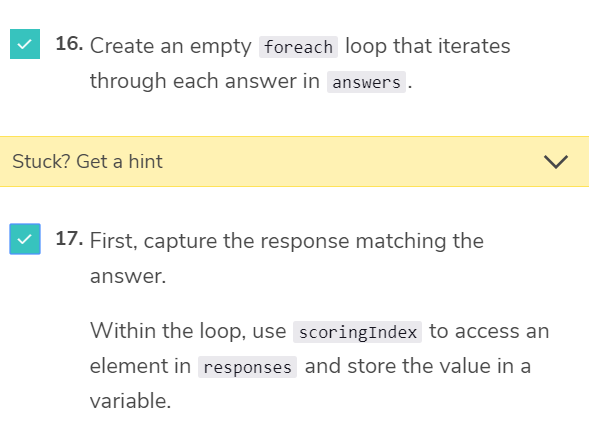 16. Create an empty foreach loop that iterates
through each answer in answers.
Stuck? Get a hint
17. First, capture the response matching the
answer.
Within the loop, use scoringIndex to access an
element in responses and store the value in a
variable.